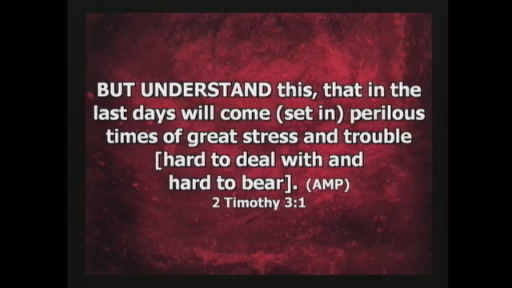 BUT UNDERSTAND this, that in the
last days will come (set in) perilous
times of great stress and trouble
[hard to deal with and
hard to bear]. (AMP)
2 Timothy 3:1